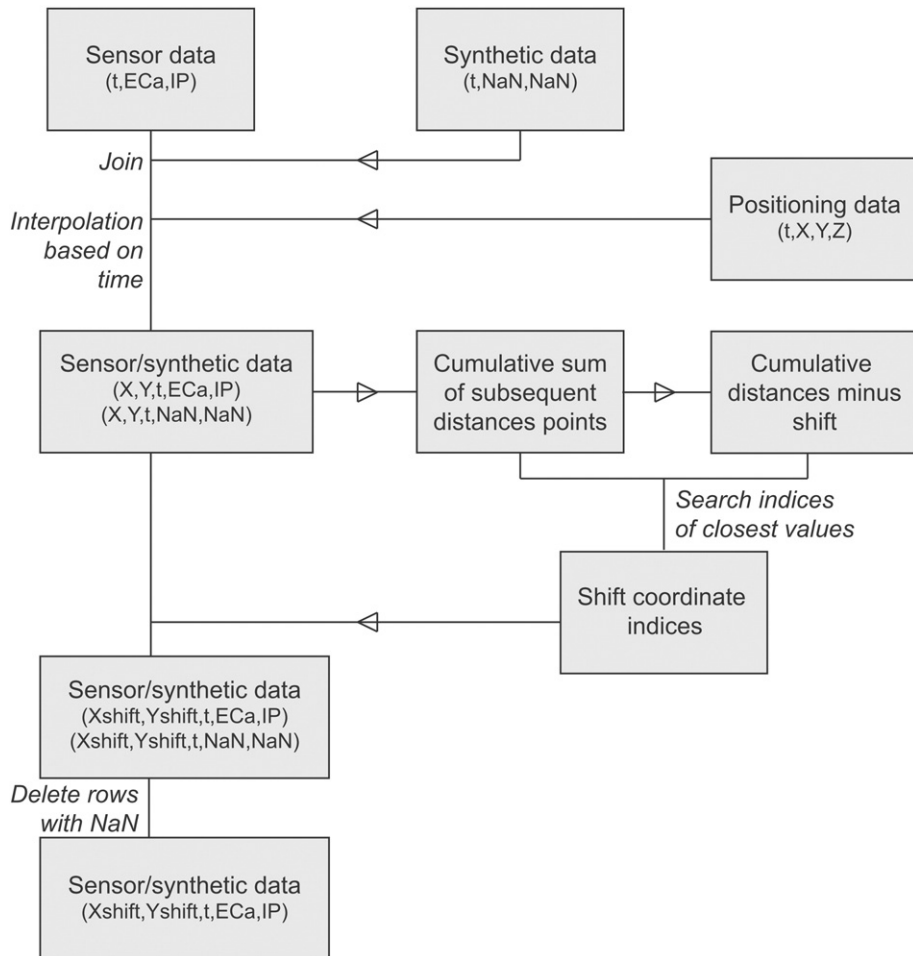 Sensor data
(t,ECa,IP)
Synthetic data
(t,NaN,NaN)
Join
Positioning data
(t,X,Y,Z)
Interpolation
based on
time
Sensor/synthetic data
(X,Y,t,ECa,IP)
(X,Y,t,NaN,NaN)
Cumulative sum
of subsequent
distances points
Cumulative
distances minus
shift
Search indices
of closest values
Shift coordinate
indices
Sensor/synthetic data
(Xshift,Yshift,t,ECa,IP)
(Xshift,Yshift,t,NaN,NaN)
Delete rows
with NaN
Sensor/synthetic data
(Xshift,Yshift,t,ECa,IP)